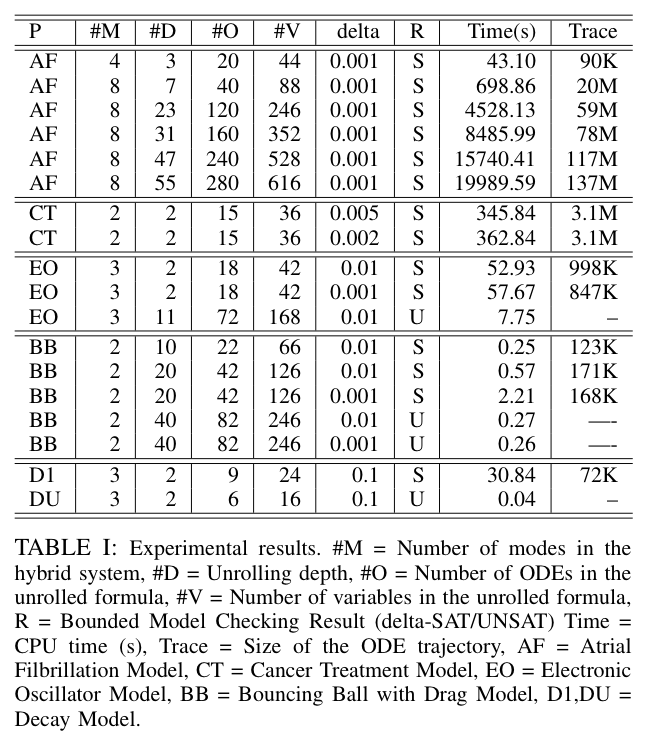 P #M #D #O #V delta R Time(s) Trace
AF 4 3 20 44 0.001 S 43.10 90K
AF 8 7 40 88 0.001 S 698.86 20M
AF 8 23 120 246 0.001 S 4528.13 59M
AF 8 31 160 352 0.001 S 8485.99 78M
AF 8 47 240 528 0.001 S 15740.41 117M
AF 8 55 280 616 0.001 S 19989.59 137M
CT 2 2 15 36 0.005 S 345.84 3.1M
CT 2 2 15 36 0.002 S 362.84 3.1M
EO 3 2 18 42 0.01 S 52.93 998K
EO 3 2 18 42 0.001 S 57.67 847K
EO 3 11 72 168 0.01 U 7.75 –
BB 2 10 22 66 0.01 S 0.25 123K
BB 2 20 42 126 0.01 S 0.57 171K
BB 2 20 42 126 0.001 S 2.21 168K
BB 2 40 82 246 0.01 U 0.27 —-
BB 2 40 82 246 0.001 U 0.26 —-
D1 3 2 9 24 0.1 S 30.84 72K
DU 3 2 6 16 0.1 U 0.04 –
TABLE I: Experimental results. #M = Number of modes in the
hybrid system, #D = Unrolling depth, #O = Number of ODEs in the
unrolled formula, #V = Number of variables in the unrolled formula,
R = Bounded Model Checking Result (delta-SAT/UNSAT) Time =
CPU time (s), Trace = Size of the ODE trajectory, AF = Atrial
Filbrillation Model, CT = Cancer Treatment Model, EO = Electronic
Oscillator Model, BB = Bouncing Ball with Drag Model, D1,DU =
Decay Model.